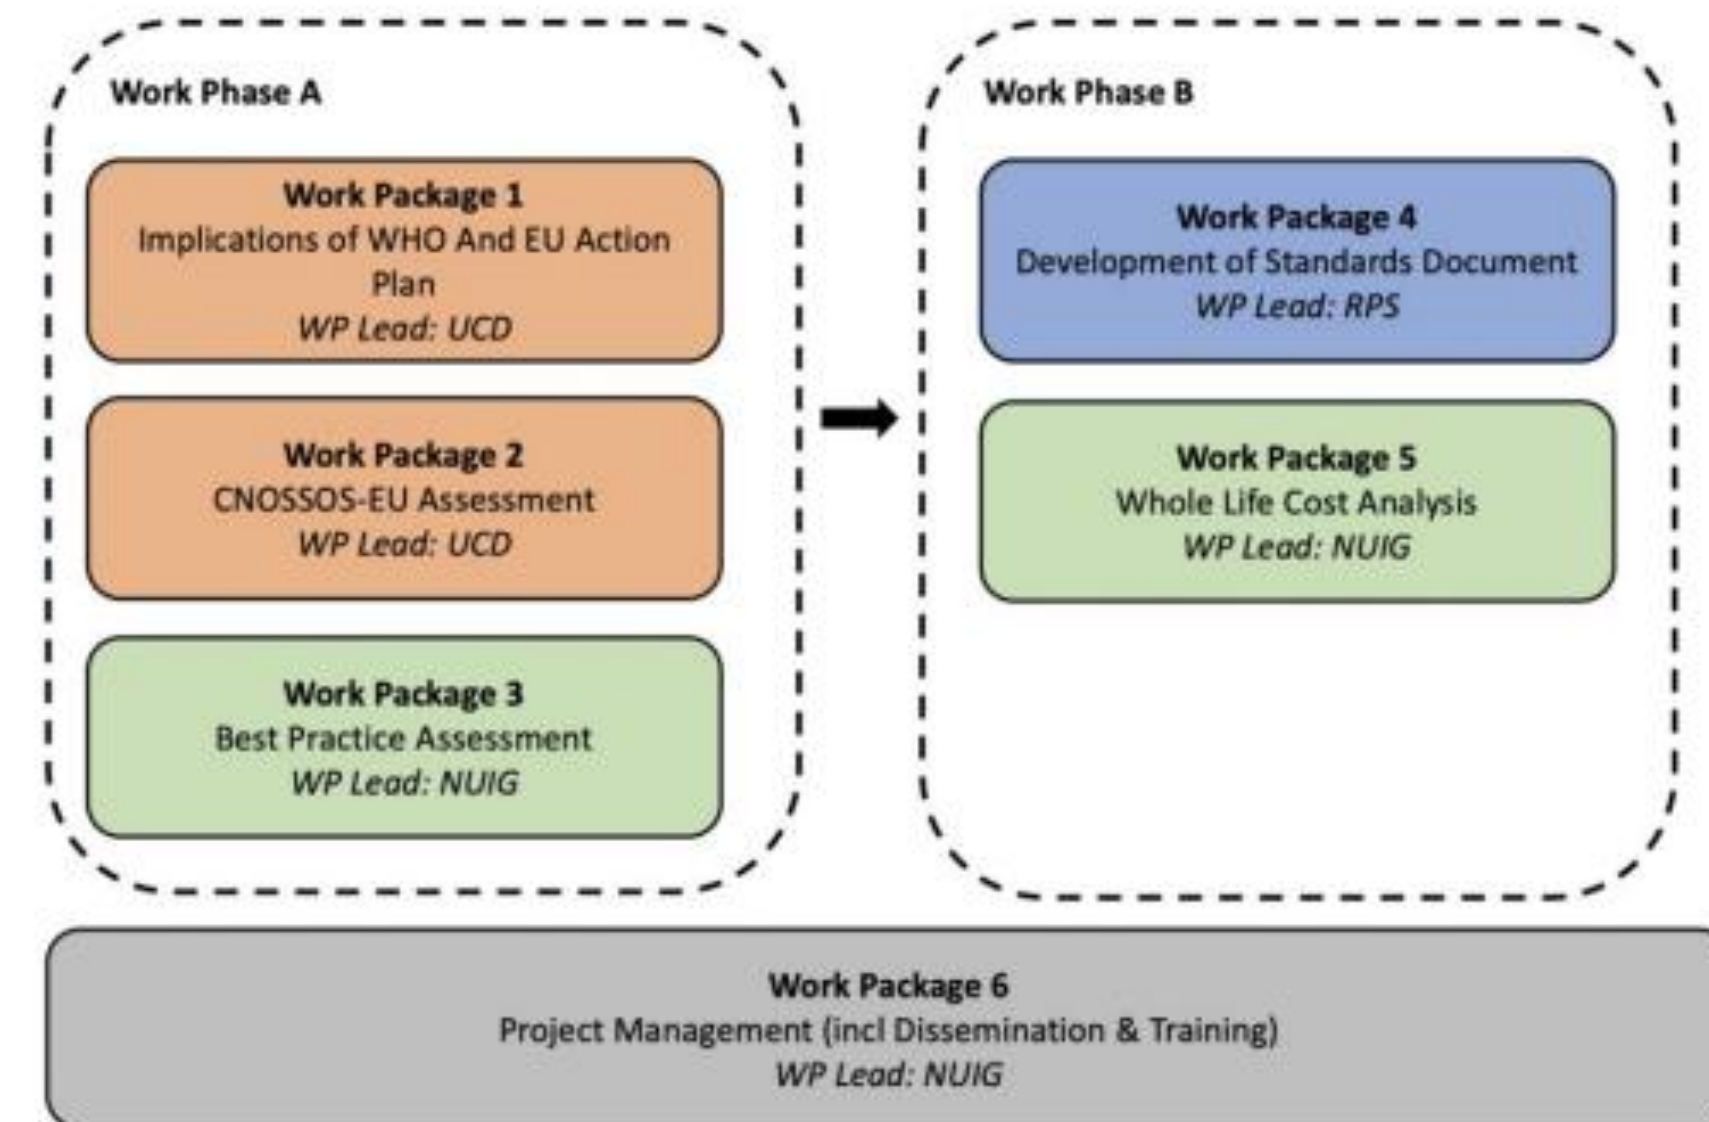 Work Phase A
Work Package 1
Implications of WHO And EU Action
Plan
WP Lead: UCD
Work Package 2
CNOSSOS-EU Assessment
WP Lead: UCD
Work Package 3
Best Practice Assessment
WP Lead: NUIG
Work Phase B
Work Package 4
Development of Standards Document
WP Lead: RPS
Work Package 5
Whole Life Cost Analysis
WP Lead: NUIG
Work Package 6
Project Management (incl Dissemination & Training)
WP Lead: NUIG